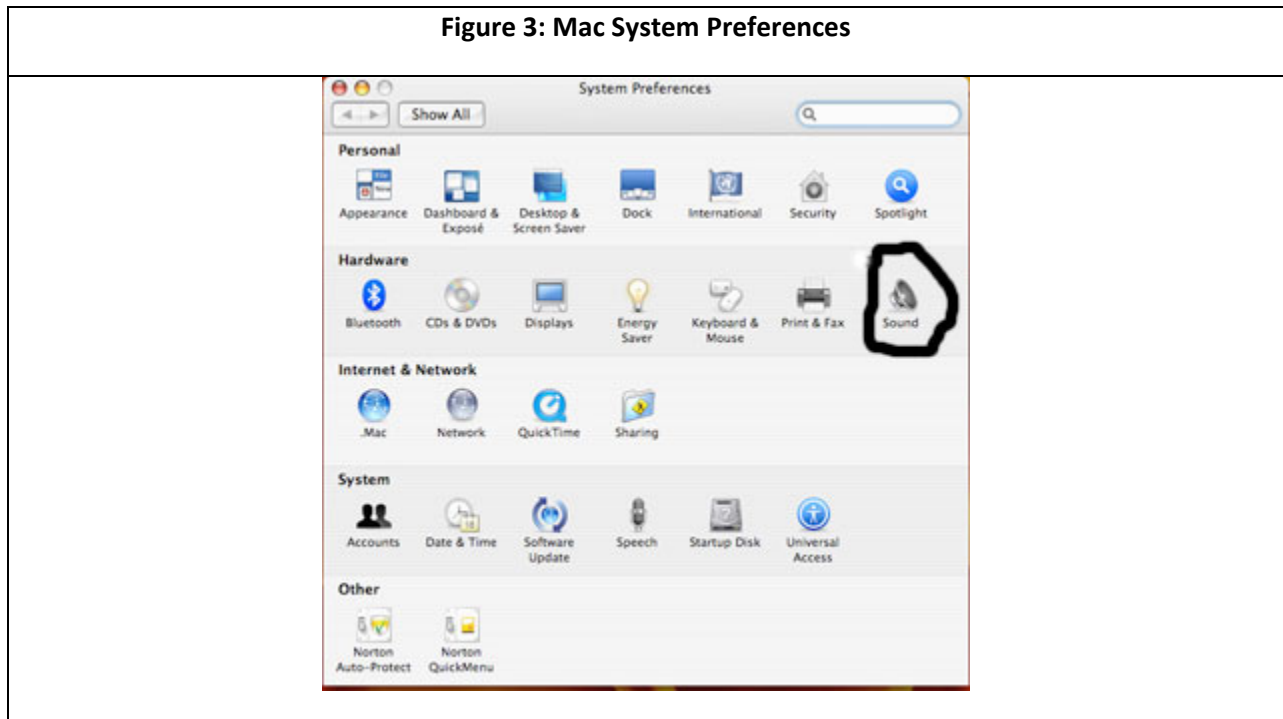 Figure 3: Mac System Preferences
System Preferences
Show All
Personal
Appearance
Dashboard &
Exposé
Desktop &
Screen Saver
Dock
International
Security
Spotlight
Hardware
Bluetooth
CDs & DVDs
Displays
Energy
Saver
Keyboard &
Mouse
Print & Fax
Sound
Internet & Network
.Mac
Network
QuickTime
Sharing
System
Accounts
Date & Time
Software
Update
Speech
Startup Disk
Universal
Access
Other
Norton
Auto-Protect
Norton
QuickMenu